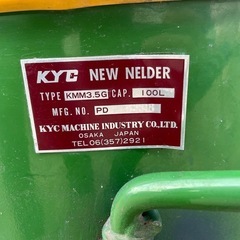 KYC NEW NELDER
TYPE KMM3.5G CAP. 100L
MFG. NO. PD
KYC MACHINE INDUSTRY CO.,LTD.
OSAKA JAPAN
TEL06(357)2921